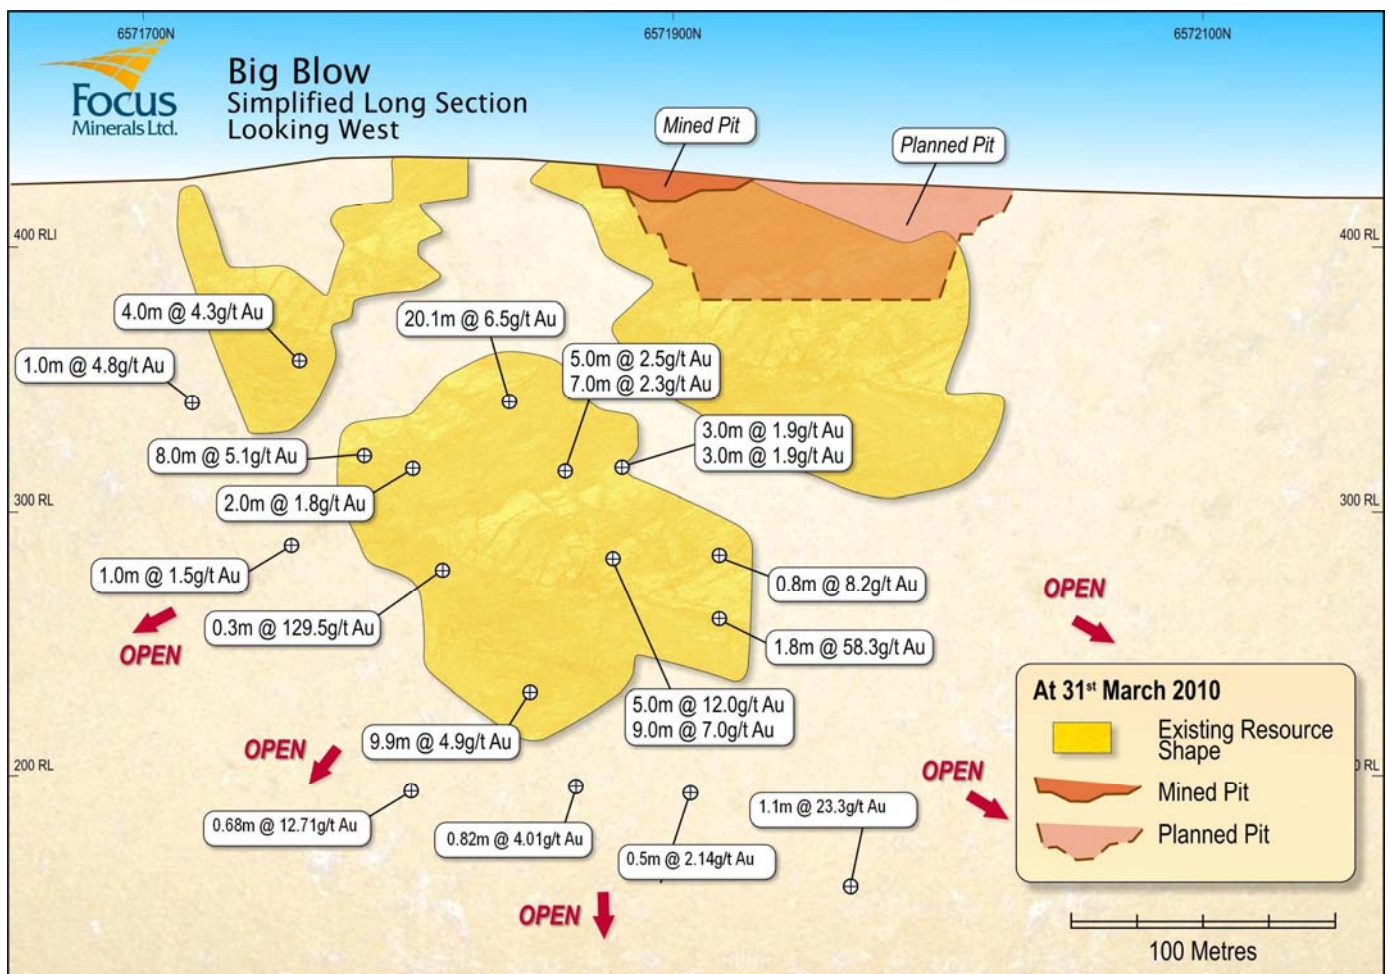 6571700N
6571900N
6572100N
Focus
Minerals Ltd.
Big Blow
Simplified Long Section
Looking West
Mined Pit
Planned Pit
400 RLI
400 RL
4.0m @ 4.3g/t Au
20.1m @ 6.5g/t Au
1.0m @ 4.8g/t Au
5.0m @ 2.5g/t Au
7.0m @ 2.3g/t Au
8.0m @ 5.1g/t Au
3.0m @ 1.9g/t Au
3.0m @ 1.9g/t Au
2.0m @ 1.8g/t Au
300 RL
300 RL
1.0m @ 1.5g/t Au
0.8m @ 8.2g/t Au
OPEN
0.3m @ 129.5g/t Au
OPEN
1.8m @ 58.3g/t Au
5.0m @ 12.0g/t Au
9.0m @ 7.0g/t Au
9.9m @ 4.9g/t Au
OPEN
OPEN
200 RL
0 RL
0.68m @ 12.71g/t Au
0.82m @ 4.01g/t Au
0.5m @ 2.14g/t Au
1.1m @ 23.3g/t Au
OPEN
At 31st March 2010
Existing Resource
Shape
Mined Pit
Planned Pit
100 Metres